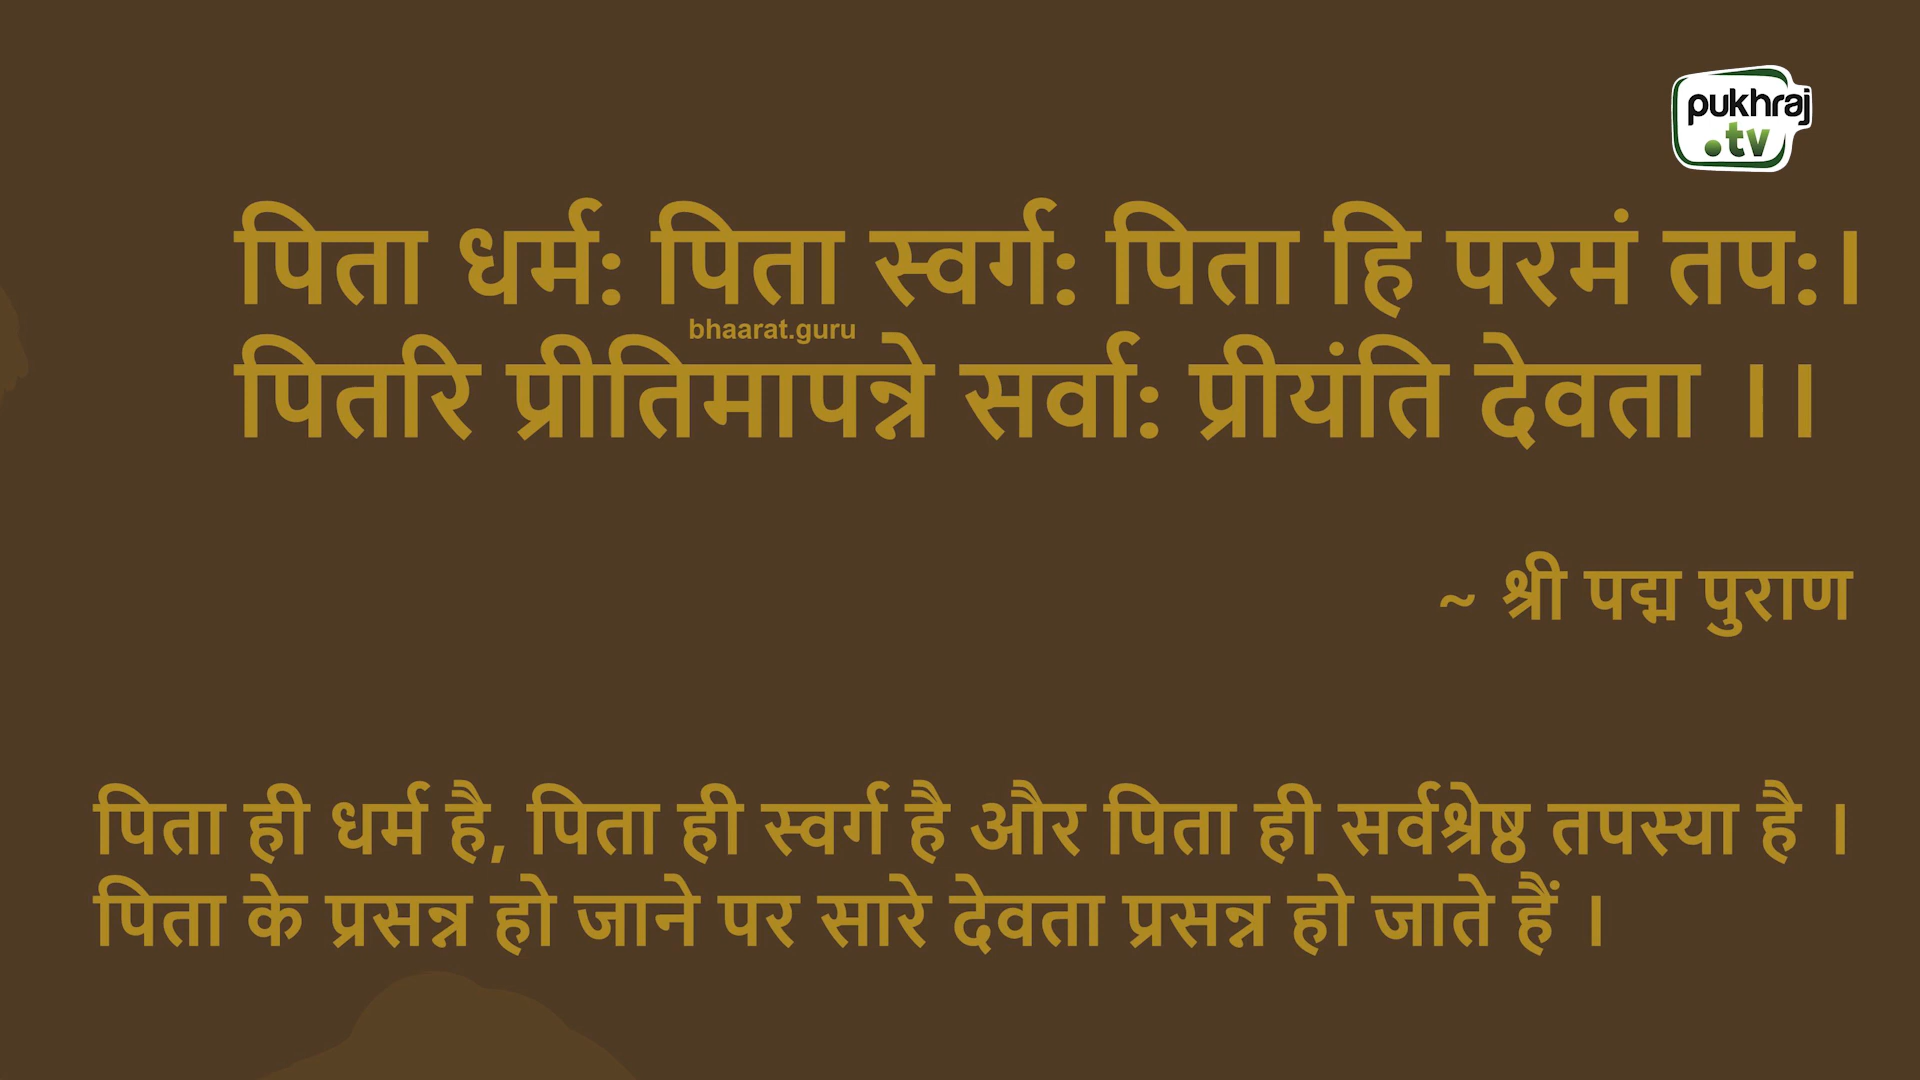 pukhraj
.tv
पिता धर्म: पिता स्वर्ग: पिता हि परमं तप:।
bhaarat.guru
पितरि प्रीतिमापन्ने सर्वा: प्रीयंति देवता ।।
~ श्री पद्म पुराण
पिता ही धर्म है, पिता ही स्वर्ग है और पिता ही सर्वश्रेष्ठ तपस्या है ।
पिता के प्रसन्न हो जाने पर सारे देवता प्रसन्न हो जाते हैं ।